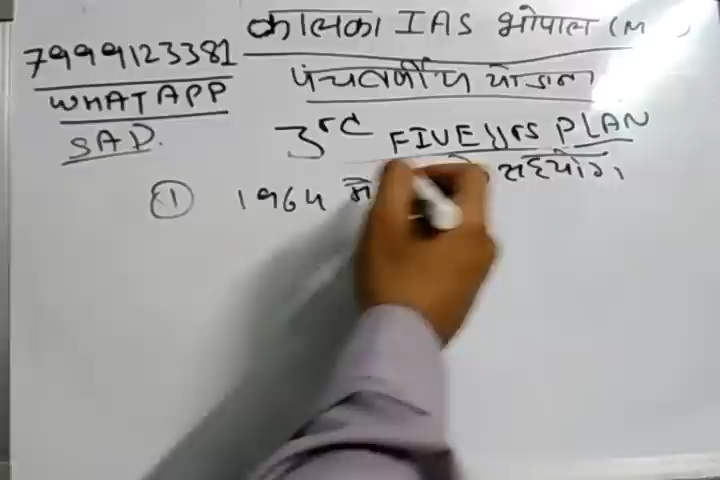 कालका IAS भोपाल (M
7999123381
WHATAPP
SAD.
पंचवर्षीय योजना
3rd FIVE yrs PLAN
① 1964 में सहयोग